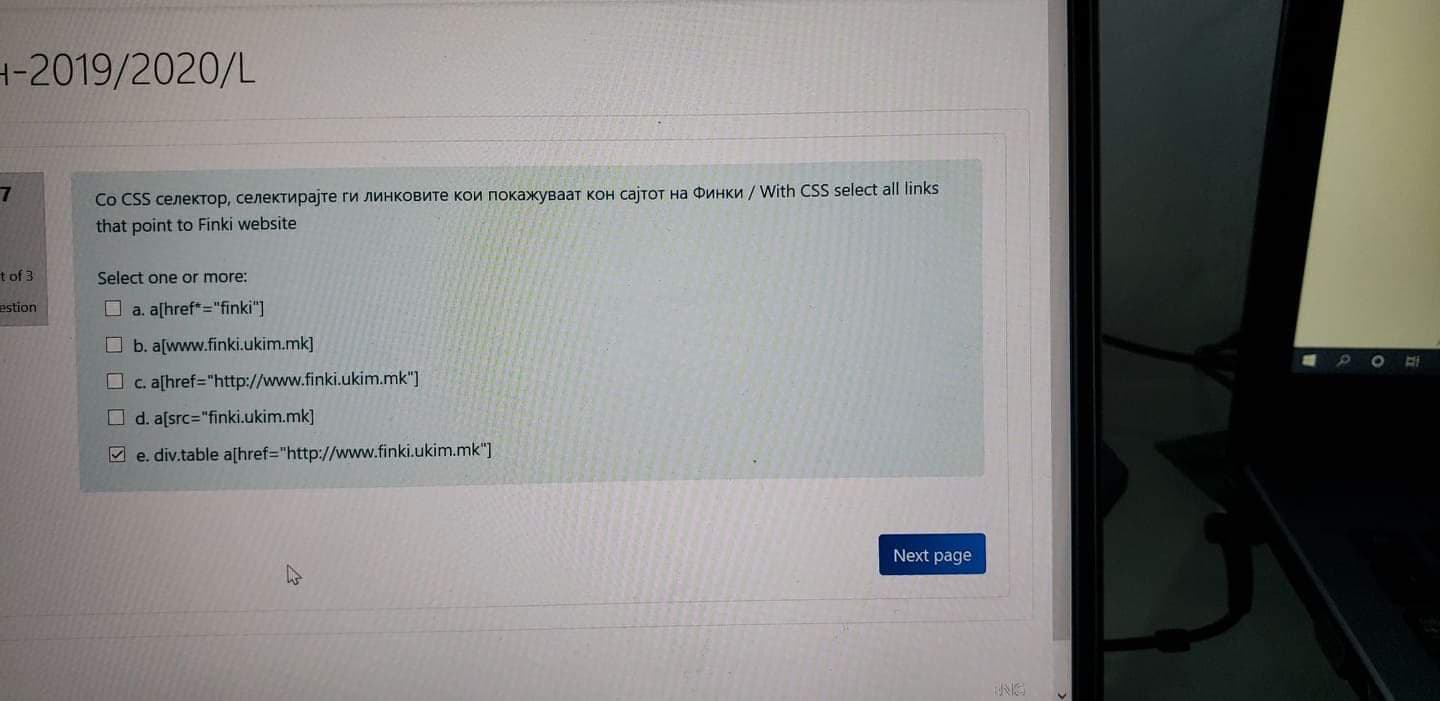 н-2019/2020/L
7
t of 3
estion
Со CSS селектор, селектирајте ги линковите кои покажуваат кон сајтот на Финки / With CSS select all links
that point to Finki website
Select one or more:
a. a[href*="finki"]
b. a[www.finki.ukim.mk]
c. a[href="http://www.finki.ukim.mk"]
d. a[src="finki.ukim.mk]
e. div.table a[href="http://www.finki.ukim.mk"]
Next page